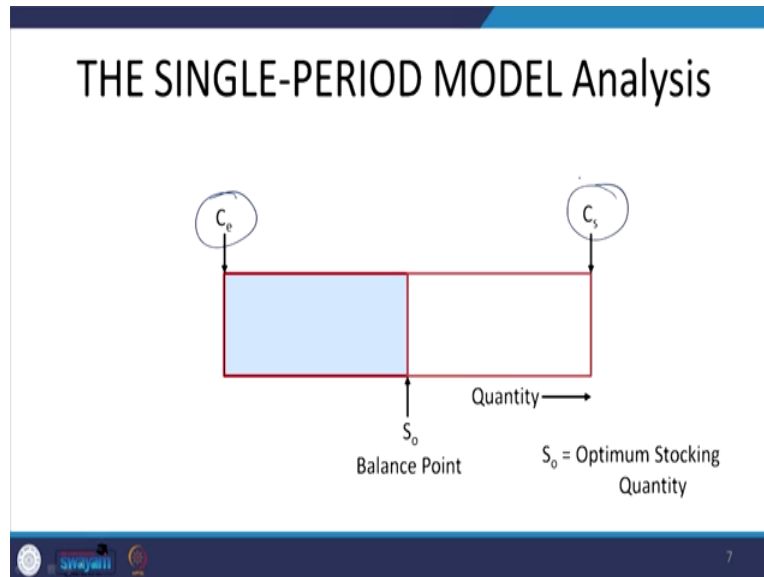 THE SINGLE-PERIOD MODEL Analysis
Cₑ
Cₛ
Quantity
Sₒ
Balance Point
Sₒ = Optimum Stocking
Quantity
swayam
7